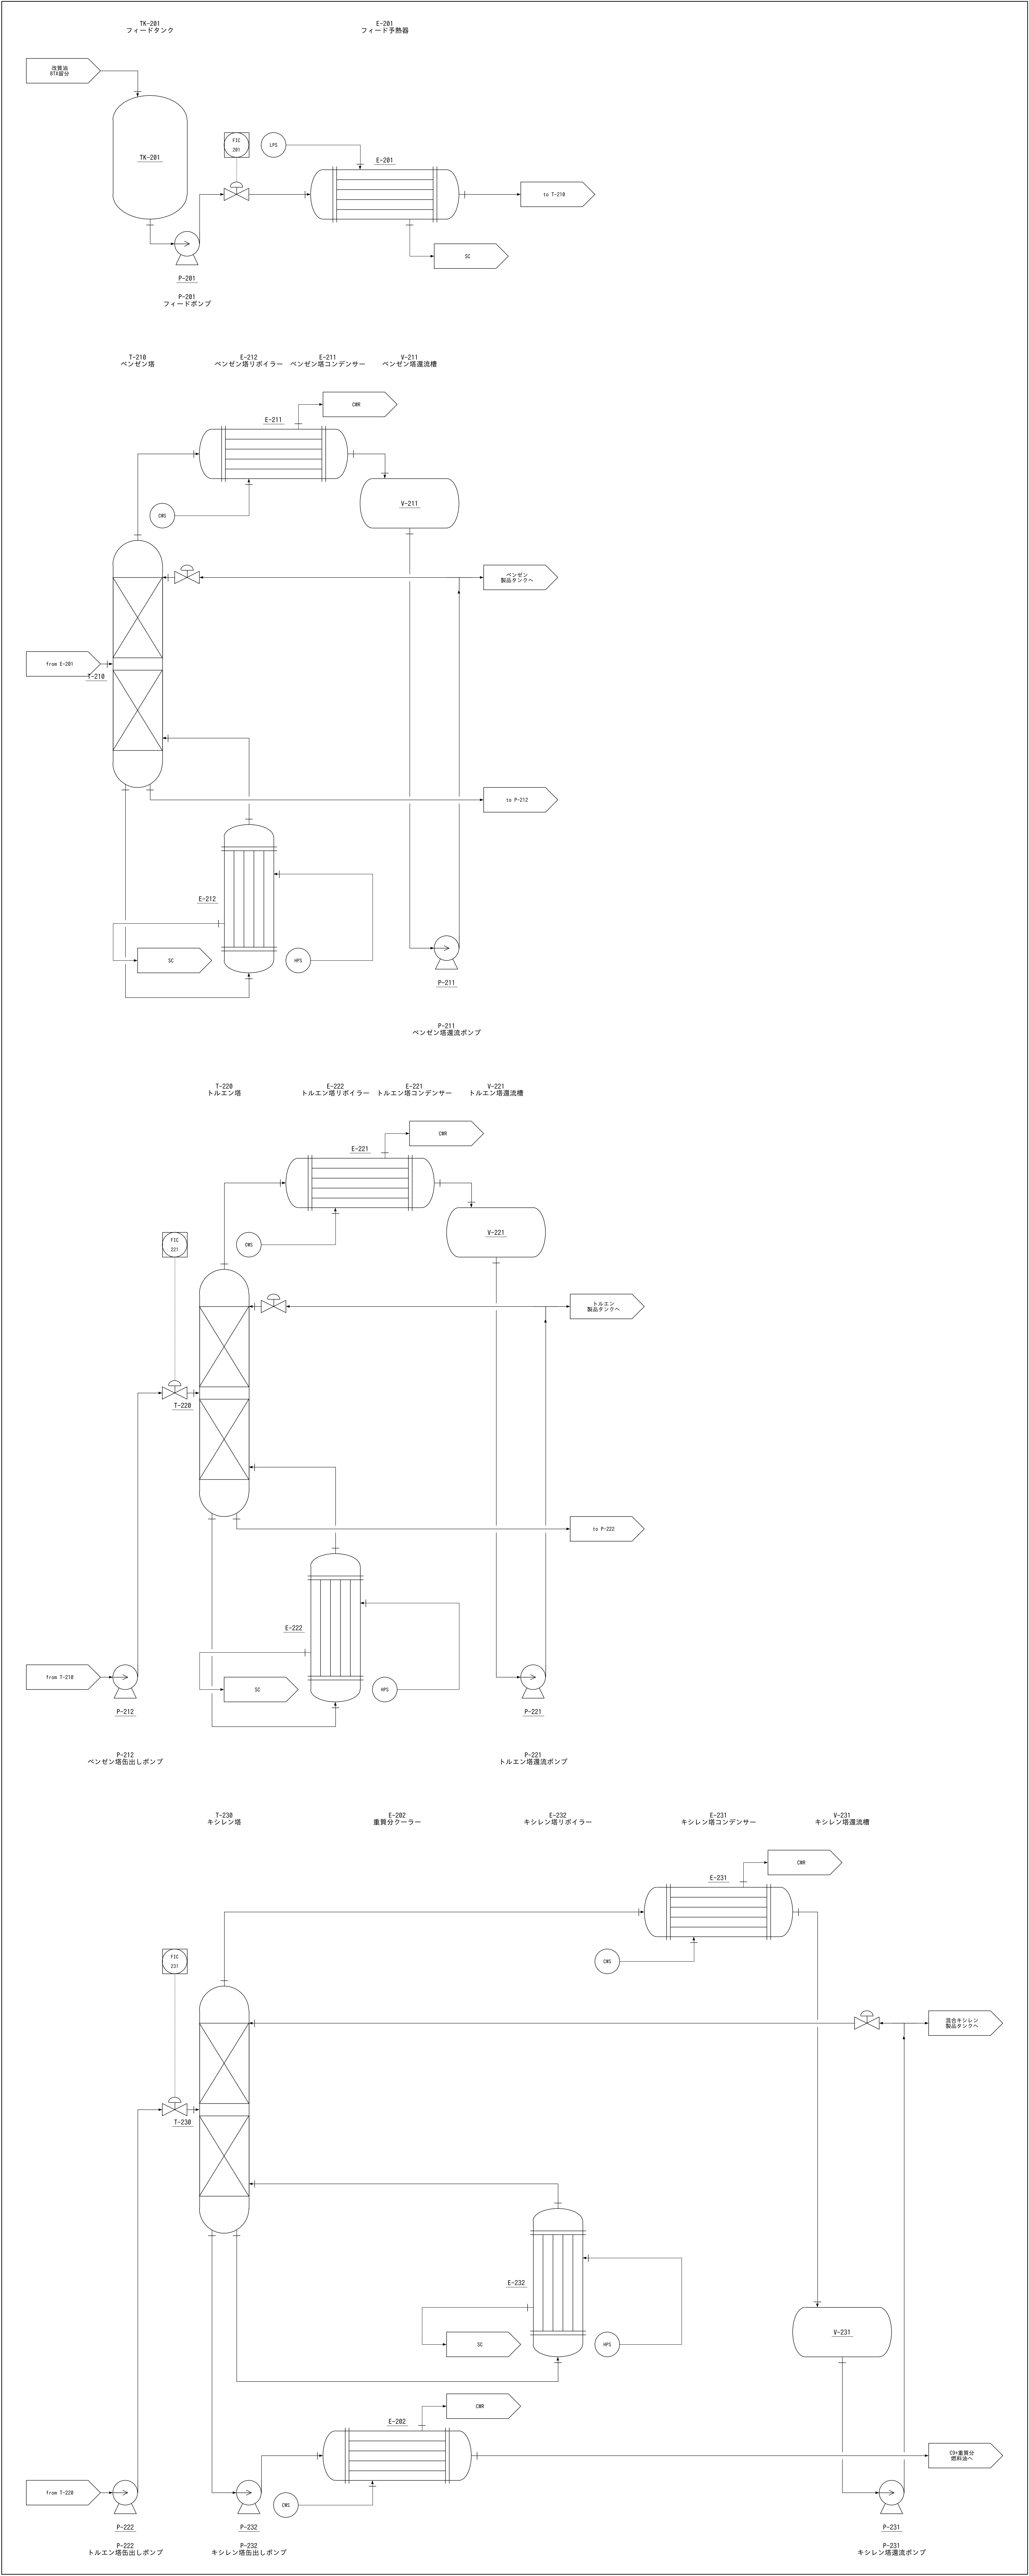 TK-201
フィードタンク
E-201
フィード予熱器
改質油
BTX留分
FIC
201
LPS
E-201
TK-201
to T-210
SC
P-201
P-201
フィードポンプ
T-210
ベンゼン塔
E-212
ベンゼン塔リボイラー
E-211
ベンゼン塔コンデンサー
V-211
ベンゼン塔還流槽
CWR
E-211
V-211
CWS
ベンゼン
製品タンクへ
from E-201
T-210
to P-212
E-212
SC
HPS
P-211
P-211
ベンゼン塔還流ポンプ
T-220
トルエン塔
E-222
トルエン塔リボイラー
E-221
トルエン塔コンデンサー
V-221
トルエン塔還流槽
CWR
E-221
V-221
FIC
221
CWS
トルエン
製品タンクへ
T-220
to P-222
E-222
from T-210
SC
HPS
P-212
P-221
P-212
ベンゼン塔缶出しポンプ
P-221
トルエン塔還流ポンプ
T-230
キシレン塔
E-202
重質分クーラー
E-232
キシレン塔リボイラー
E-231
キシレン塔コンデンサー
V-231
キシレン塔還流槽
CWR
E-231
FIC
231
CWS
混合キシレン
製品タンクへ
T-230
E-232
V-231
SC
HPS
CWR
E-202
C9+重質分
燃料油へ
from T-220
CWS
P-222
P-232
P-231
P-222
トルエン塔缶出しポンプ
P-232
キシレン塔缶出しポンプ
P-231
キシレン塔還流ポンプ